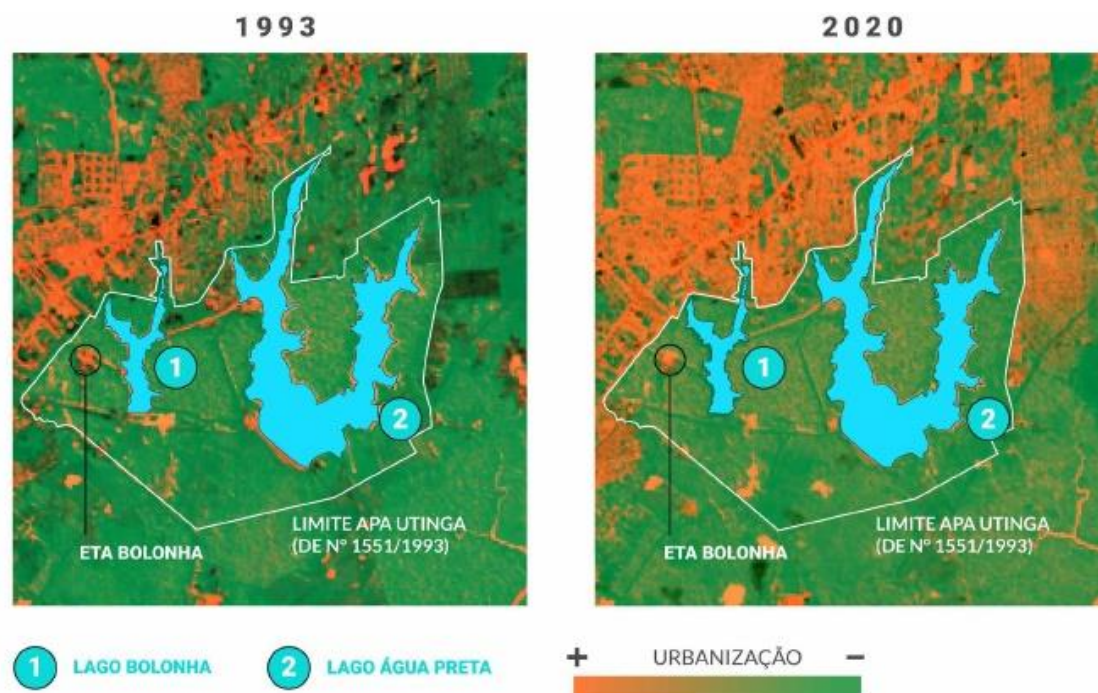 1993
2020
1
2
ETA BOLONHA
LIMITE APA UTINGA
(DE Nº 1551/1993)
1
2
ETA BOLONHA
LIMITE APA UTINGA
(DE Nº 1551/1993)
1 LAGO BOLONHA
2 LAGO ÁGUA PRETA
+ URBANIZAÇÃO −